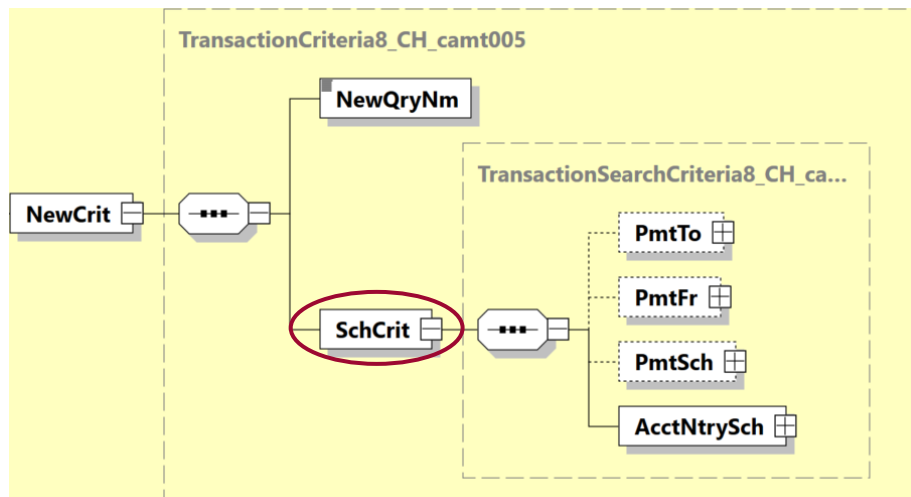 TransactionCriteria8_CH_camt005
NewQryNm
TransactionSearchCriteria8_CH_ca...
NewCrit
PmtTo
PmtFr
SchCrit
PmtSch
AcctNtrySch